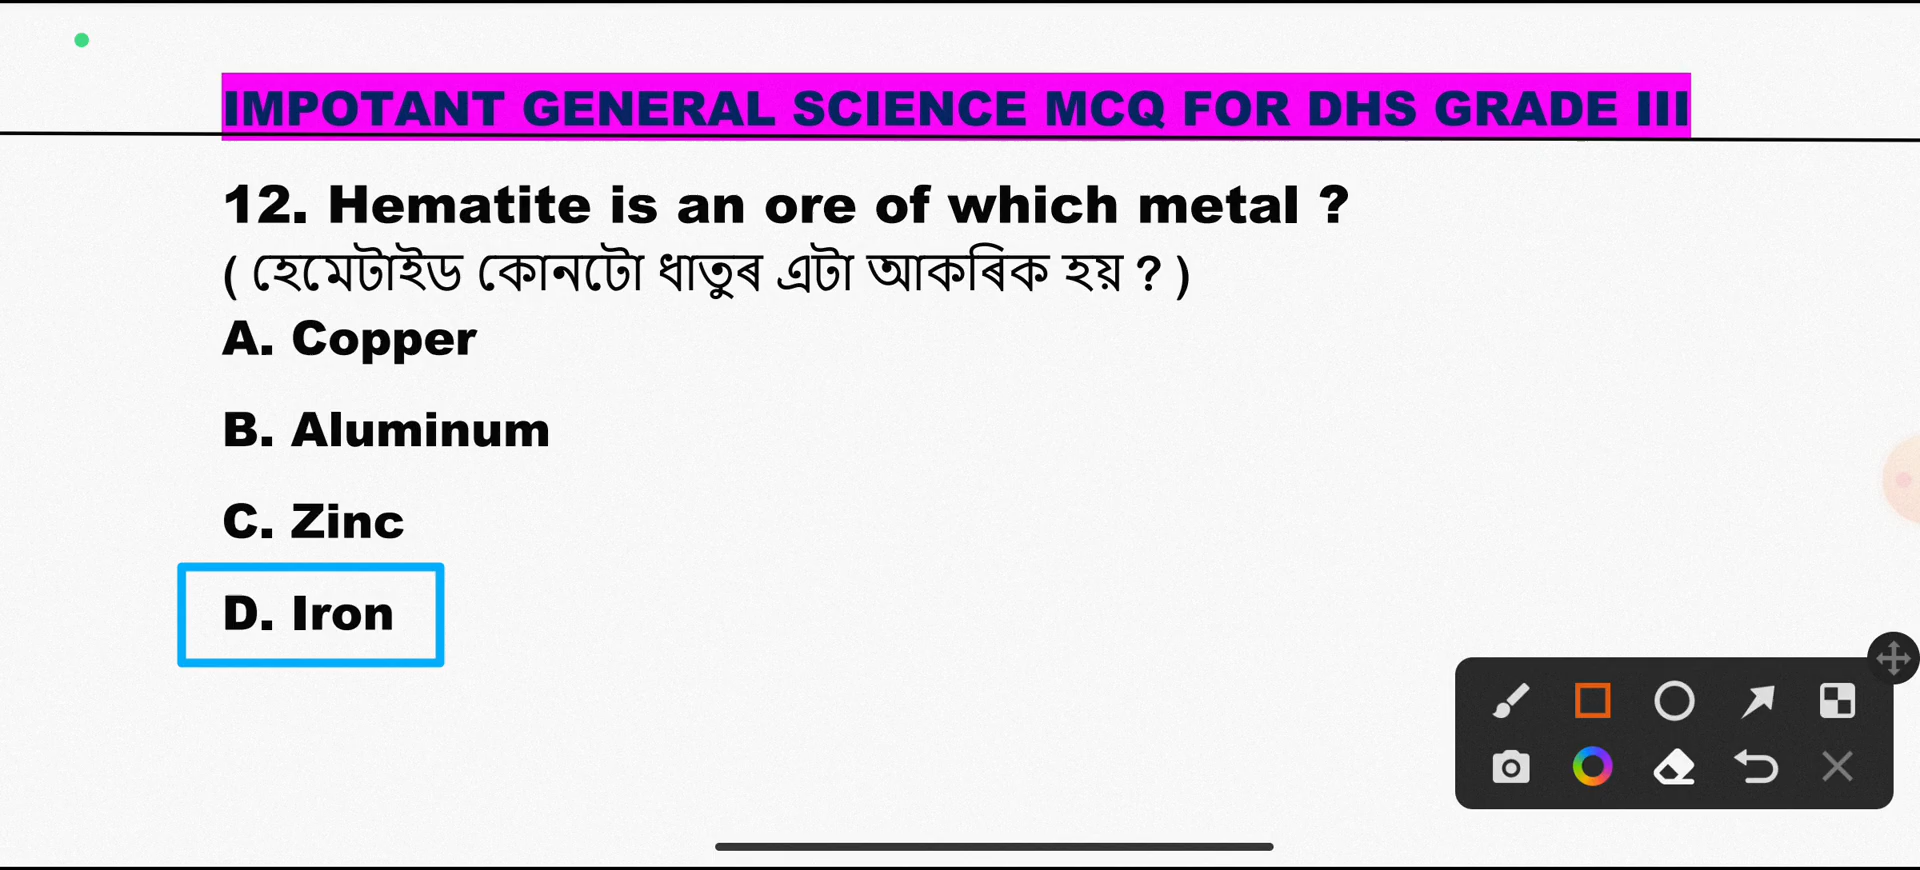 IMPOTANT GENERAL SCIENCE MCQ FOR DHS GRADE III
12. Hematite is an ore of which metal ?
( হেমেটাইড কোনটো ধাতুৰ এটা আকৰিক হয় ? )
A. Copper
B. Aluminum
C. Zinc
D. Iron